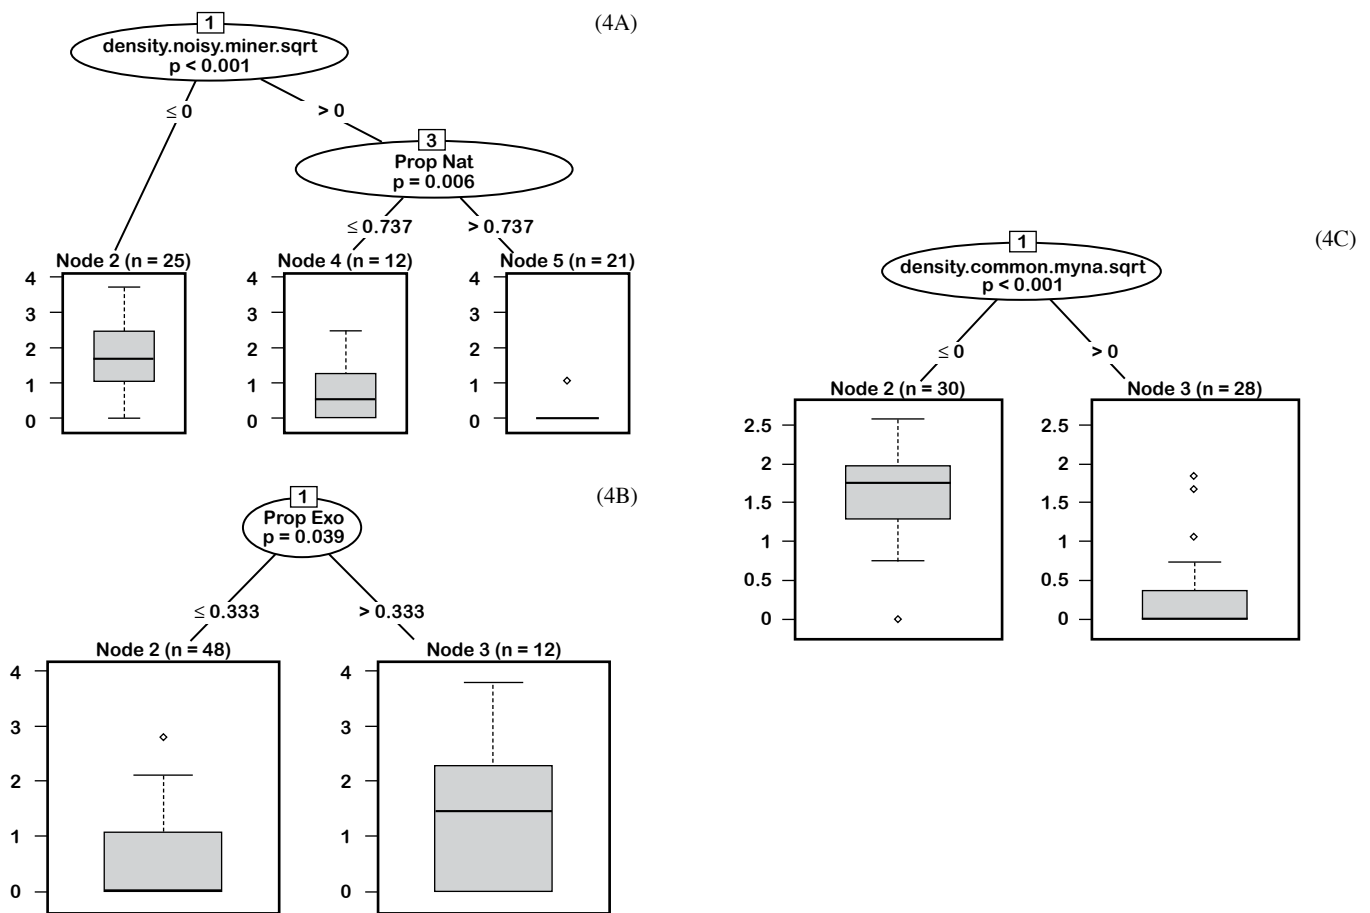 (4A)
1
density.noisy.miner.sqrt
p < 0.001
≤ 0
> 0
3
Prop Nat
p = 0.006
≤ 0.737
> 0.737
Node 2 (n = 25)
4
3
2
1
0
Node 4 (n = 12)
4
3
2
1
0
Node 5 (n = 21)
4
3
2
1
0
(4B)
1
Prop Exo
p = 0.039
≤ 0.333
> 0.333
Node 2 (n = 48)
4
3
2
1
0
Node 3 (n = 12)
4
3
2
1
0
(4C)
1
density.common.myna.sqrt
p < 0.001
≤ 0
> 0
Node 2 (n = 30)
2.5
2
1.5
1
0.5
0
Node 3 (n = 28)
2.5
2
1.5
1
0.5
0